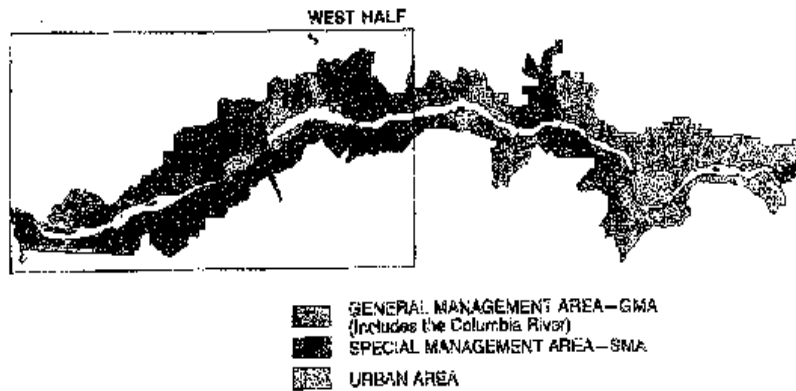 WEST HALF
GENERAL MANAGEMENT AREA—GMA
(Includes the Columbia River)
SPECIAL MANAGEMENT AREA—SMA
URBAN AREA